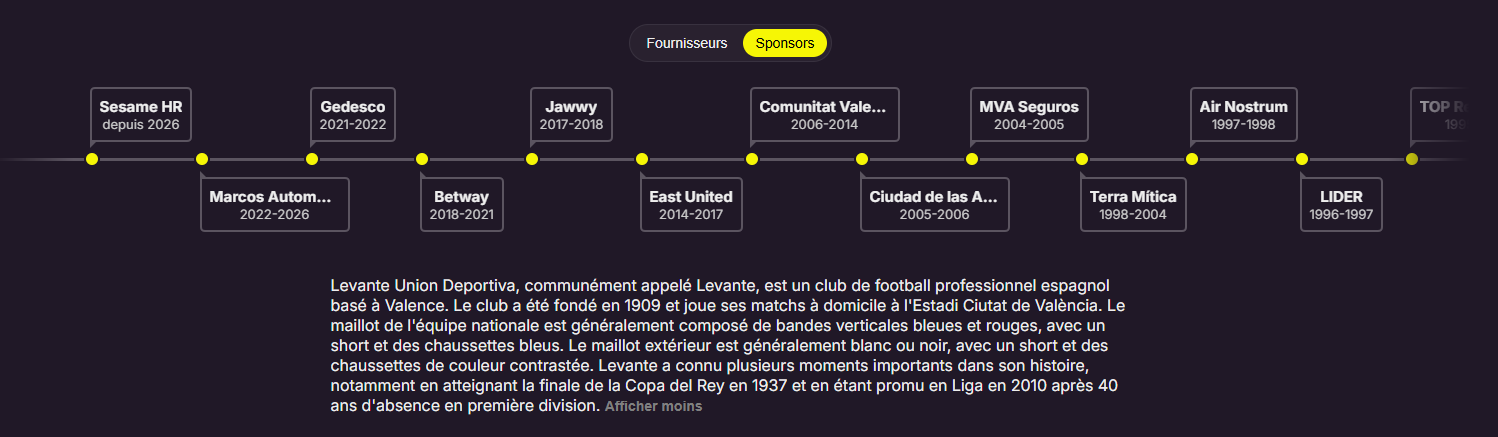 Fournisseurs Sponsors
Sesame HR
depuis 2026
Gedesco
2021-2022
Jawwy
2017-2018
Comunitat Vale...
2006-2014
MVA Seguros
2004-2005
Air Nostrum
1997-1998
TOP
Marcos Autom...
2022-2026
Betway
2018-2021
East United
2014-2017
Ciudad de las A...
2005-2006
Terra Mítica
1998-2004
LIDER
1996-1997
Levante Union Deportiva, communément appelé Levante, est un club de football professionnel espagnol
basé à Valence. Le club a été fondé en 1909 et joue ses matchs à domicile à l'Estadi Ciutat de València. Le
maillot de l'équipe nationale est généralement composé de bandes verticales bleues et rouges, avec un
short et des chaussettes bleus. Le maillot extérieur est généralement blanc ou noir, avec un short et des
chaussettes de couleur contrastée. Levante a connu plusieurs moments importants dans son histoire,
notamment en atteignant la finale de la Copa del Rey en 1937 et en étant promu en Liga en 2010 après 40
ans d'absence en première division. Afficher moins